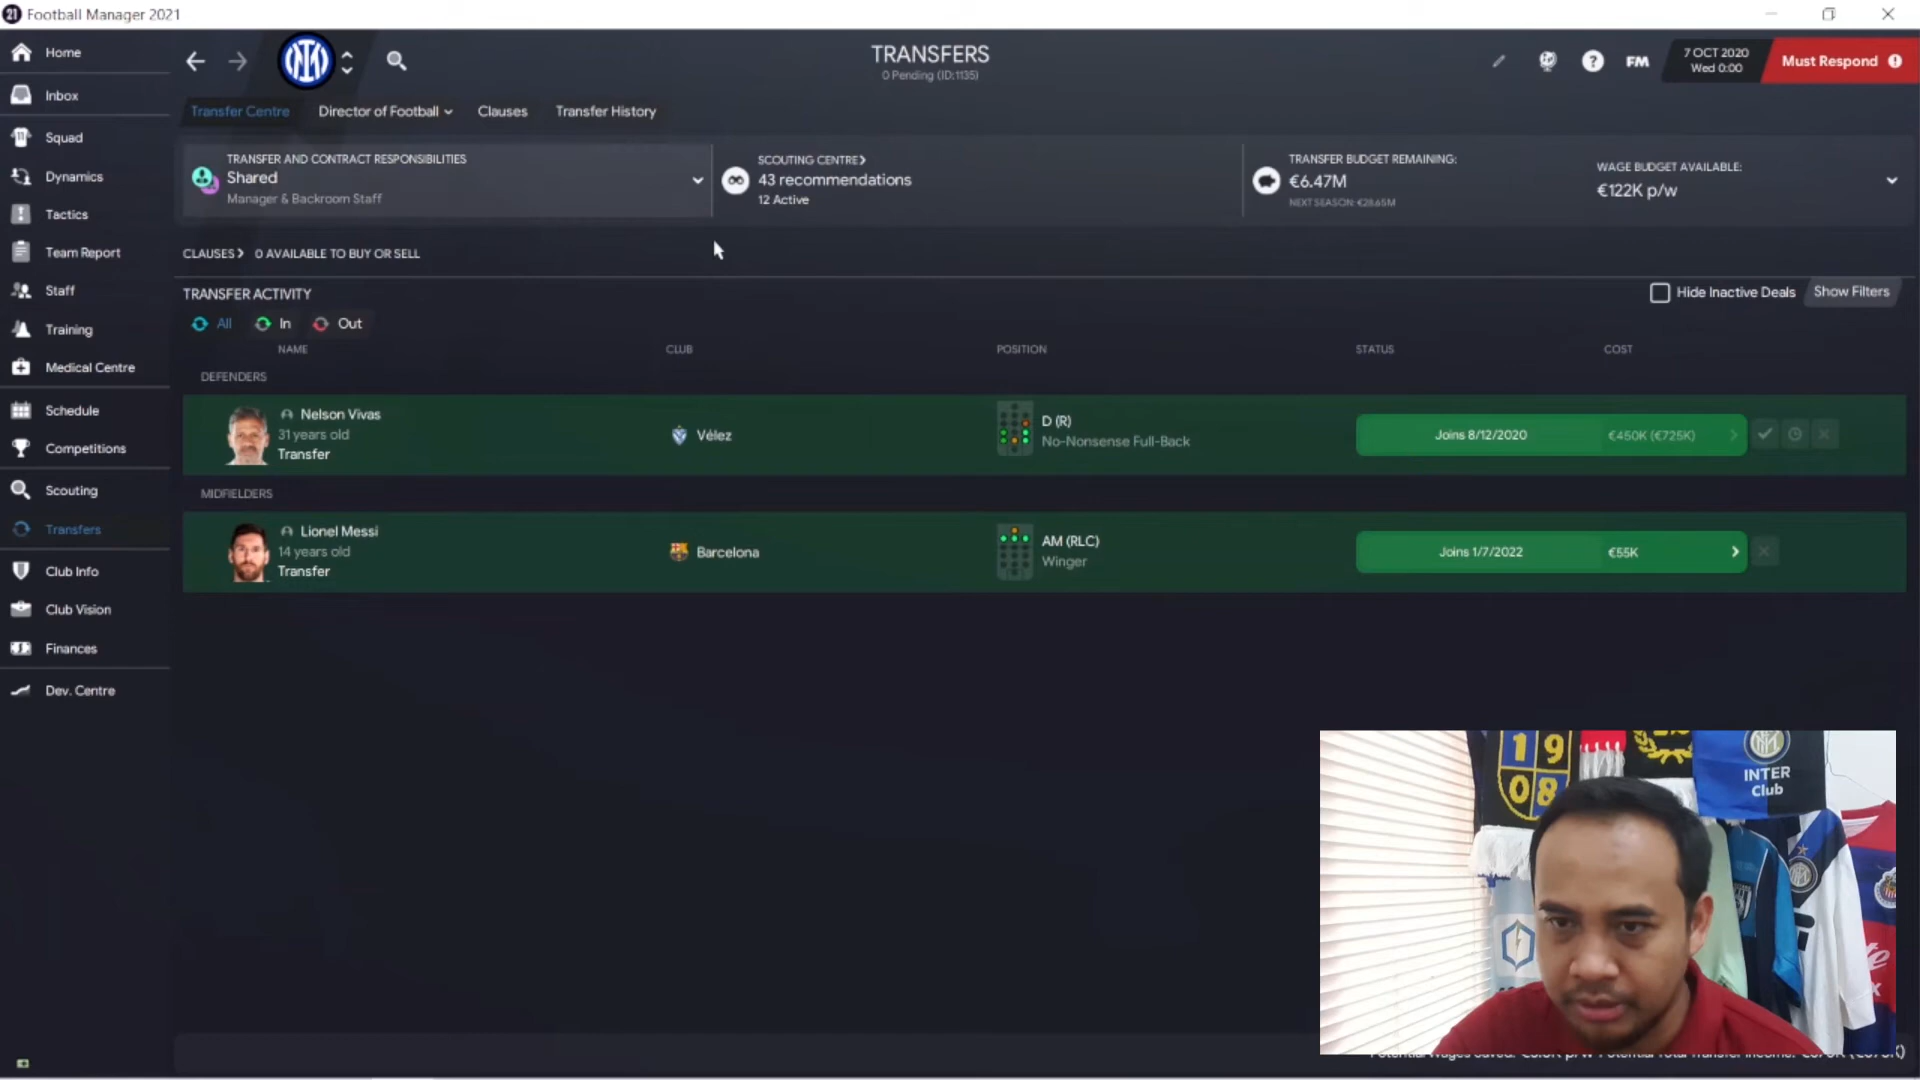 Football Manager 2021
Home
Inbox
Squad
Dynamics
Tactics
Team Report
Staff
Training
Medical Centre
Schedule
Competitions
Scouting
Transfers
Club Info
Club Vision
Finances
Dev. Centre
TRANSFERS
0 Pending (ID:1135)
FM
7 OCT 2020
Wed 0:00
Must Respond
Transfer Centre
Director of Football
Clauses
Transfer History
TRANSFER AND CONTRACT RESPONSIBILITIES
Shared
Manager & Backroom Staff
SCOUTING CENTRE>
43 recommendations
12 Active
TRANSFER BUDGET REMAINING:
€6.47M
NEXT SEASON: €28.65M
WAGE BUDGET AVAILABLE:
€122K p/w
CLAUSES> 0 AVAILABLE TO BUY OR SELL
TRANSFER ACTIVITY
Hide Inactive Deals
Show Filters
All In Out
NAME CLUB POSITION STATUS COST
DEFENDERS
Nelson Vivas
31 years old
Transfer
Vélez
D (R)
No-Nonsense Full-Back
Joins 8/12/2020 €450K (€725K)
MIDFIELDERS
Lionel Messi
14 years old
Transfer
Barcelona
AM (RLC)
Winger
Joins 1/7/2022 €55K
19
08
INTER
Club